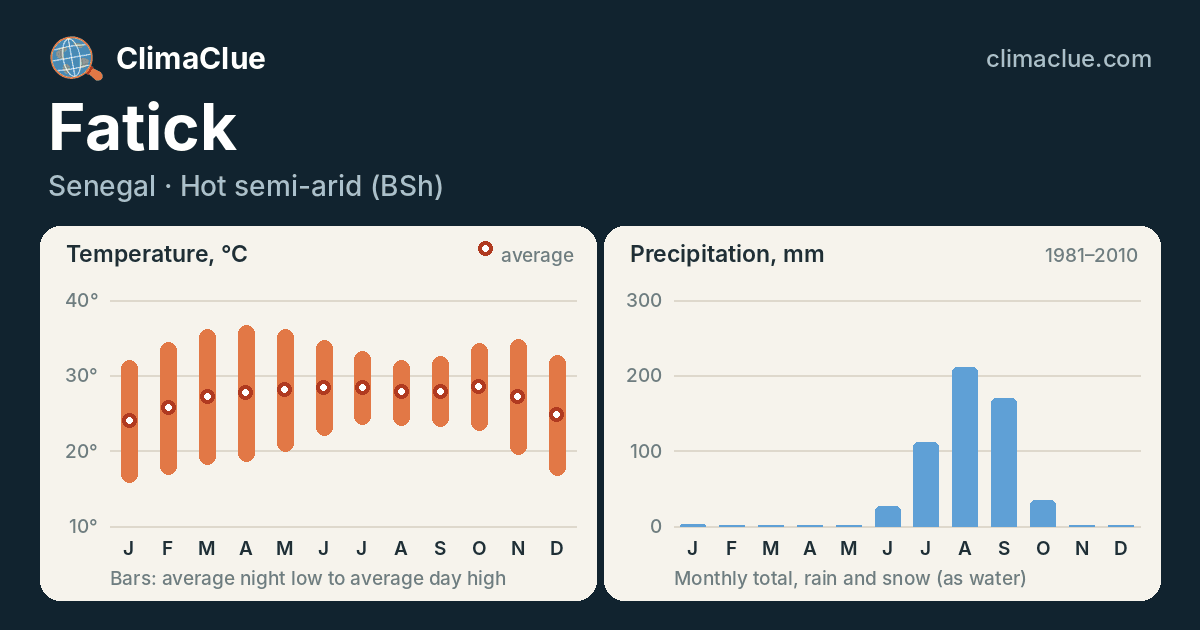 ClimaClue
climaclue.com
Fatick
Senegal · Hot semi-arid (BSh)
Temperature, °C
average
40°
30°
20°
10°
J F M A M J J A S O N D
Bars: average night low to average day high
Precipitation, mm
1981–2010
300
200
100
0
J F M A M J J A S O N D
Monthly total, rain and snow (as water)